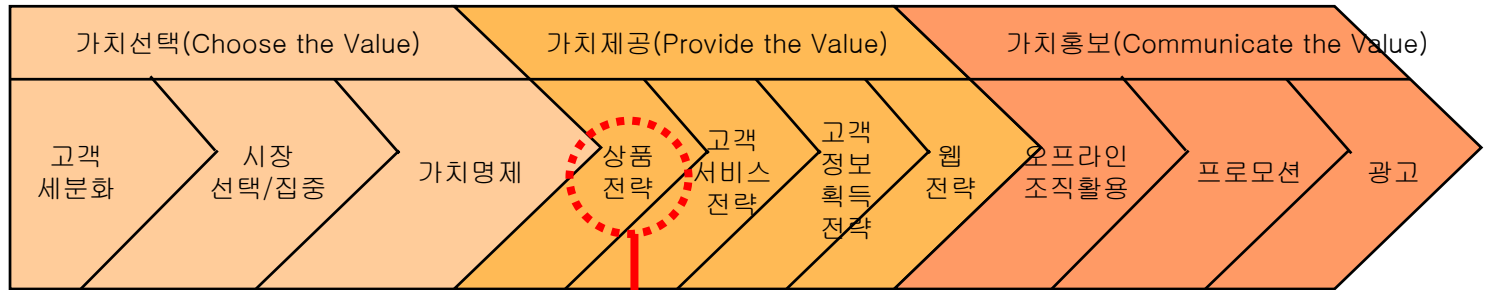 가치선택(Choose the Value)
가치제공(Provide the Value)
가치홍보(Communicate the Value)
고객
세분화
시장
선택/집중
가치명제
상품
전략
고객
서비스
전략
고객
정보
획득
전략
웹
전략
오프라인
조직활용
프로모션
광고